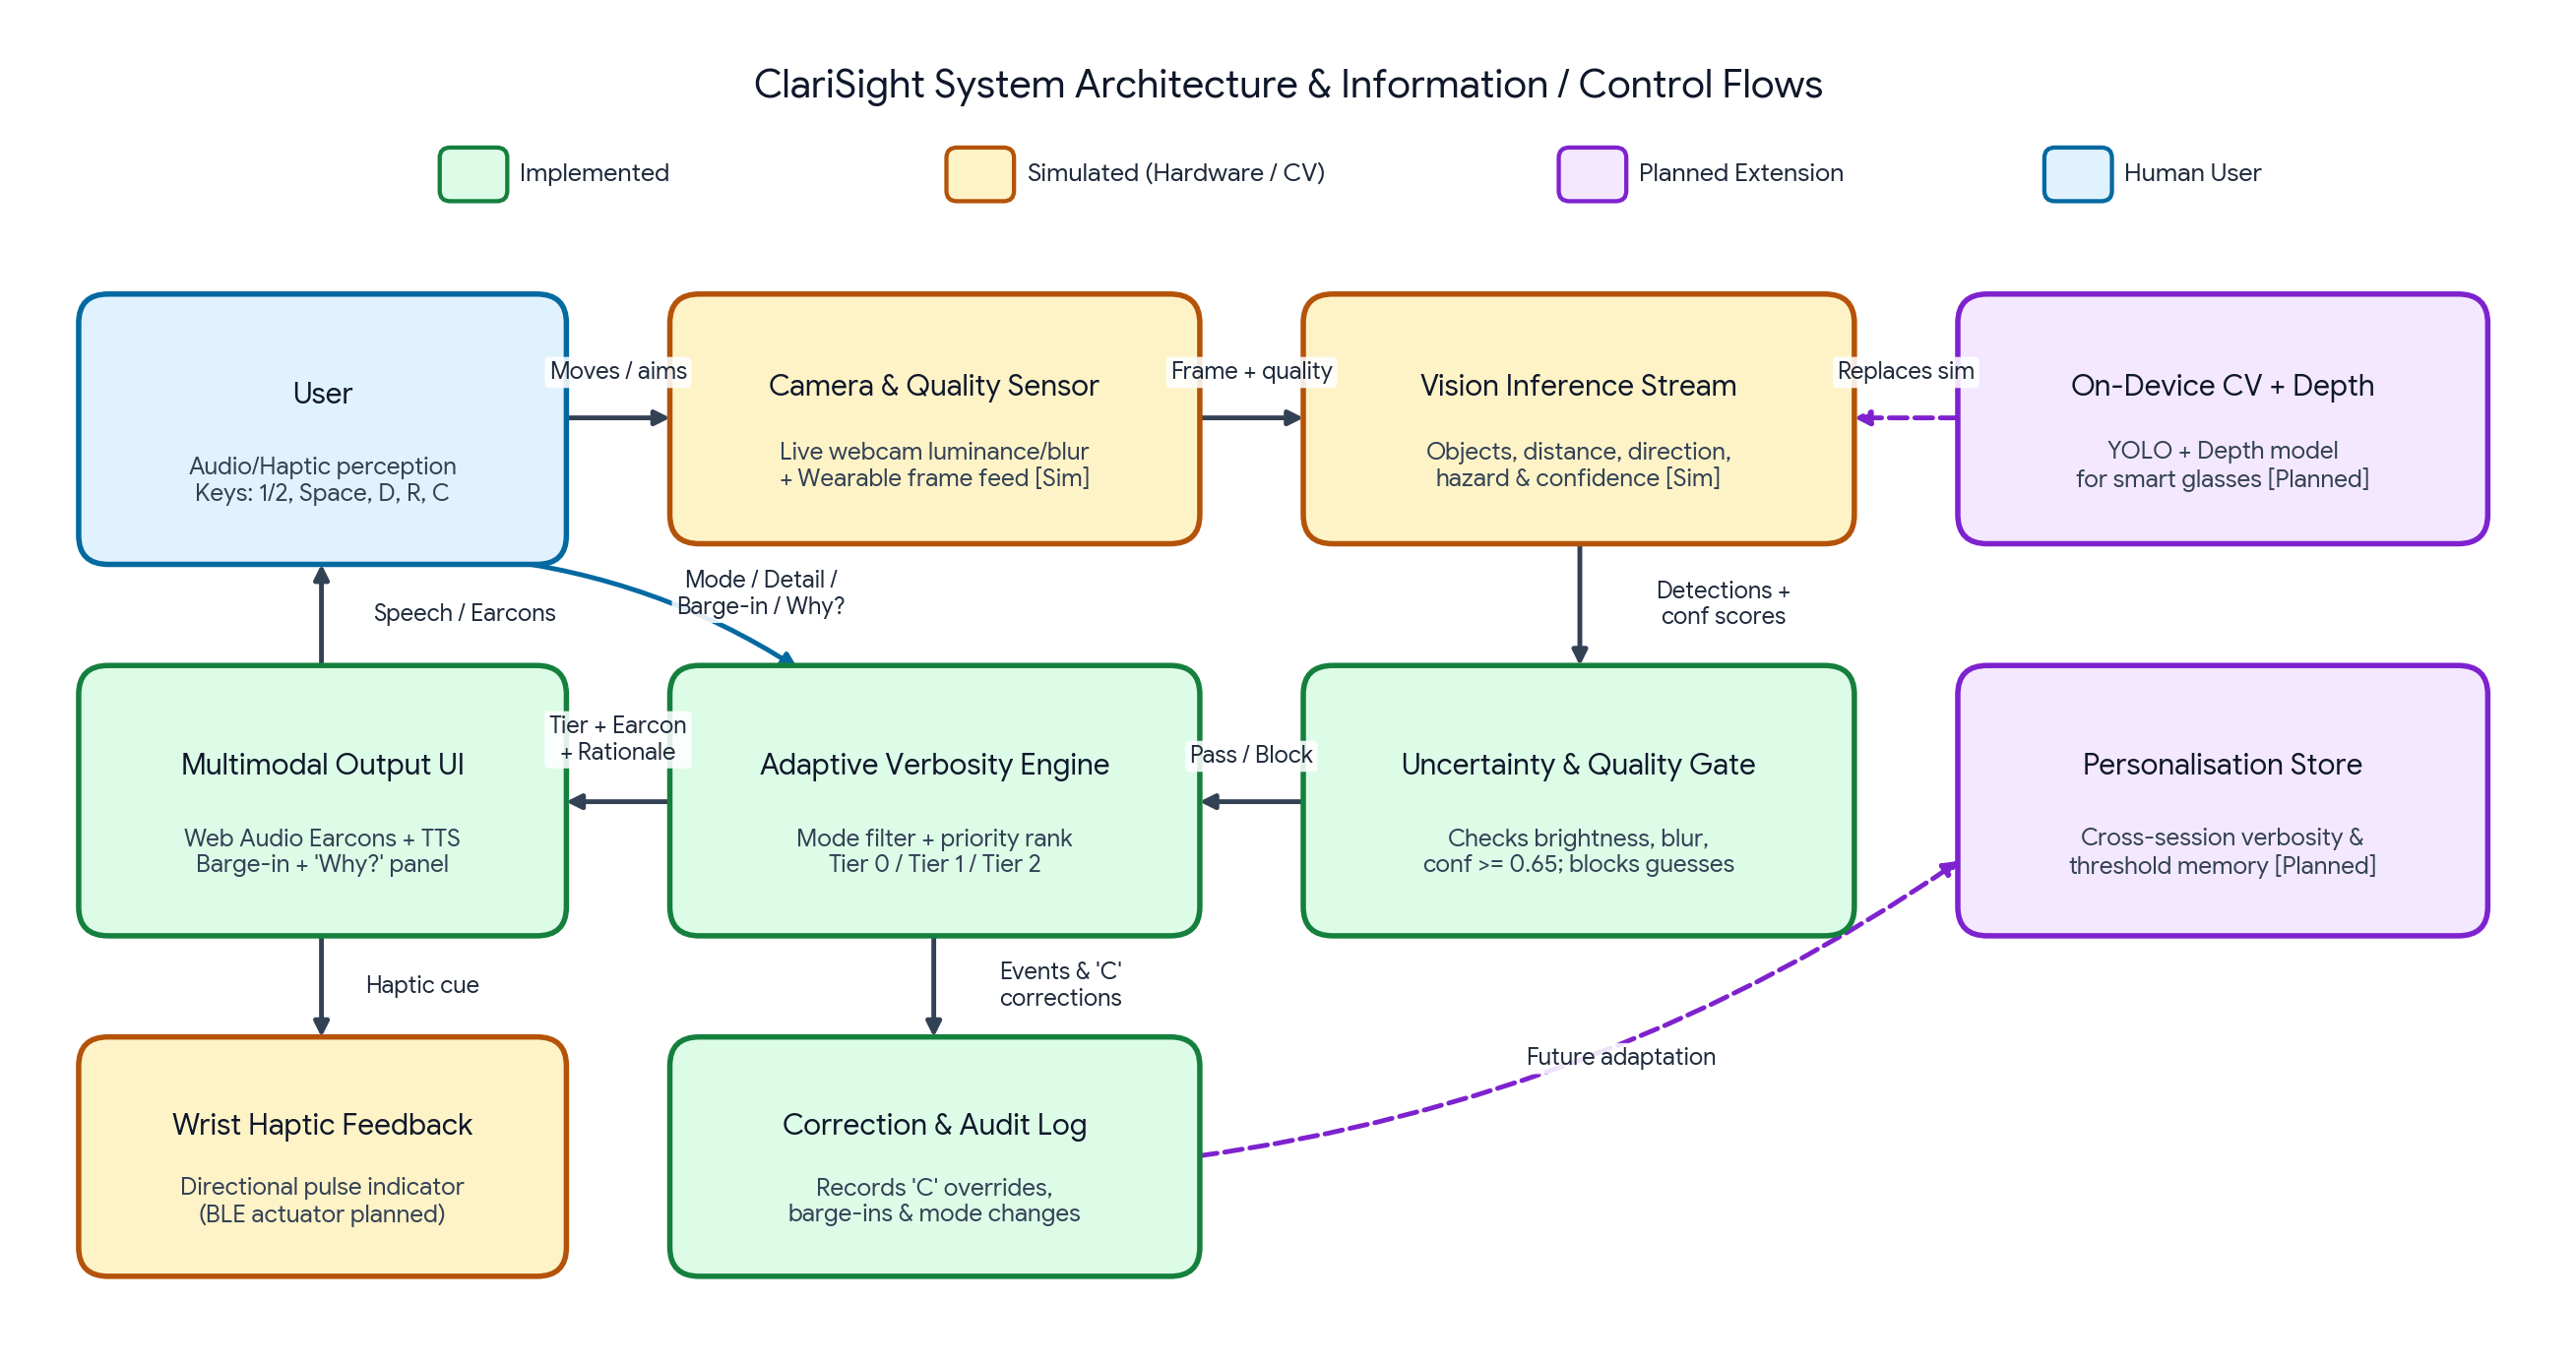 ClariSight System Architecture & Information / Control Flows
Implemented
Simulated (Hardware / CV)
Planned Extension
Human User
User
Audio/Haptic perception
Keys: 1/2, Space, D, R, C
Moves / aims
Camera & Quality Sensor
Live webcam luminance/blur
+ Wearable frame feed [Sim]
Frame + quality
Vision Inference Stream
Objects, distance, direction,
hazard & confidence [Sim]
Replaces sim
On-Device CV + Depth
YOLO + Depth model
for smart glasses [Planned]
Speech / Earcons
Mode / Detail /
Barge-in / Why?
Detections +
conf scores
Multimodal Output UI
Web Audio Earcons + TTS
Barge-in + 'Why?' panel
Tier + Earcon
+ Rationale
Adaptive Verbosity Engine
Mode filter + priority rank
Tier 0 / Tier 1 / Tier 2
Pass / Block
Uncertainty & Quality Gate
Checks brightness, blur,
conf >= 0.65; blocks guesses
Personalisation Store
Cross-session verbosity &
threshold memory [Planned]
Haptic cue
Events & 'C'
corrections
Future adaptation
Wrist Haptic Feedback
Directional pulse indicator
(BLE actuator planned)
Correction & Audit Log
Records 'C' overrides,
barge-ins & mode changes